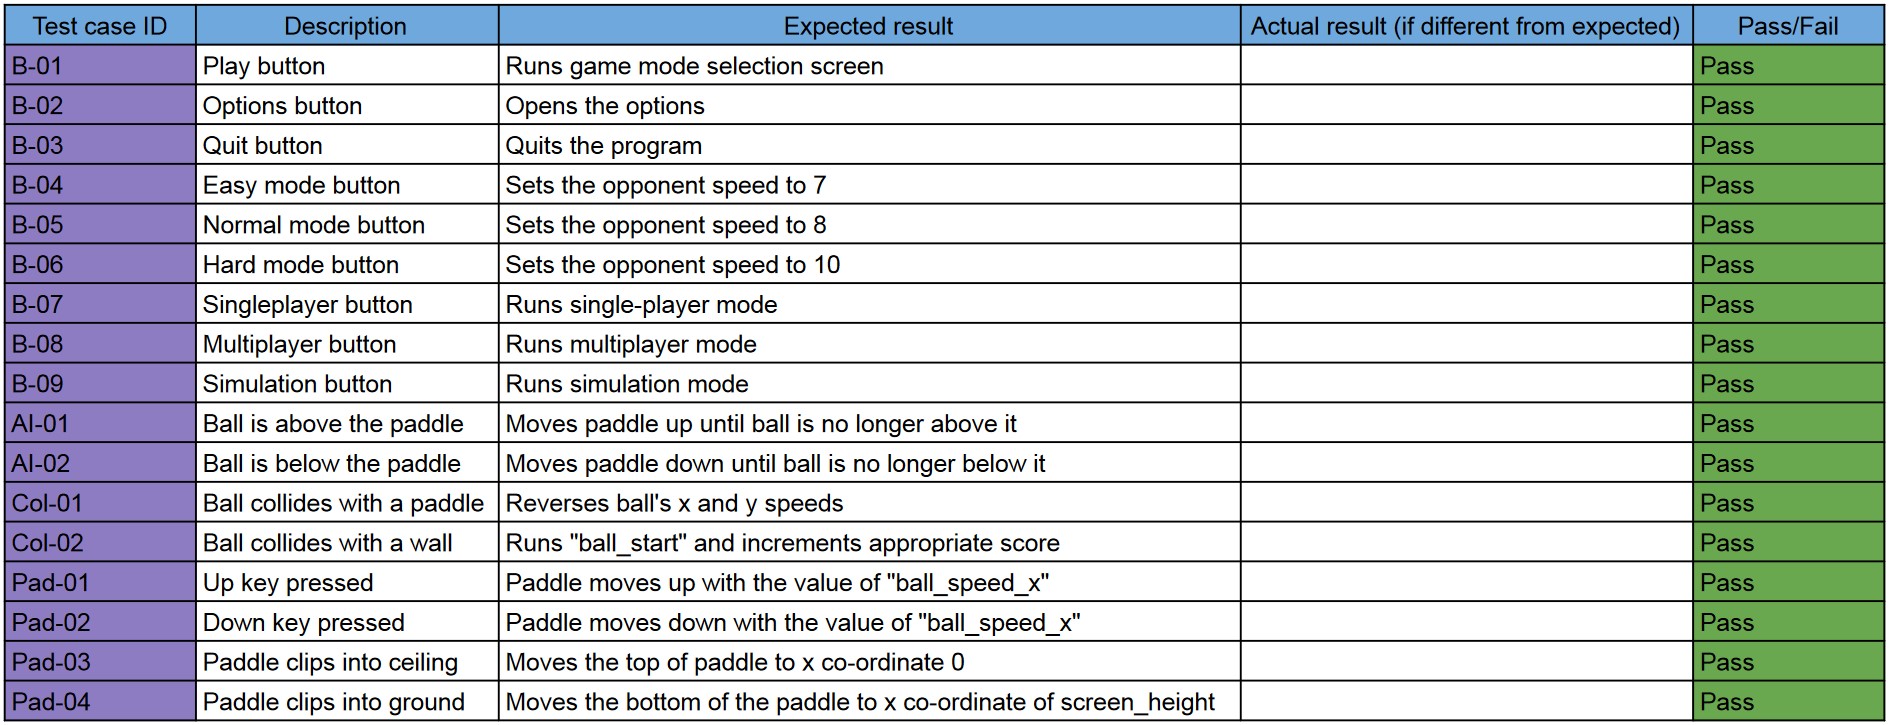 Test case ID Description Expected result Actual result (if different from expected) Pass/Fail
B-01 Play button Runs game mode selection screen Pass
B-02 Options button Opens the options Pass
B-03 Quit button Quits the program Pass
B-04 Easy mode button Sets the opponent speed to 7 Pass
B-05 Normal mode button Sets the opponent speed to 8 Pass
B-06 Hard mode button Sets the opponent speed to 10 Pass
B-07 Singleplayer button Runs single-player mode Pass
B-08 Multiplayer button Runs multiplayer mode Pass
B-09 Simulation button Runs simulation mode Pass
AI-01 Ball is above the paddle Moves paddle up until ball is no longer above it Pass
AI-02 Ball is below the paddle Moves paddle down until ball is no longer below it Pass
Col-01 Ball collides with a paddle Reverses ball's x and y speeds Pass
Col-02 Ball collides with a wall Runs "ball_start" and increments appropriate score Pass
Pad-01 Up key pressed Paddle moves up with the value of "ball_speed_x" Pass
Pad-02 Down key pressed Paddle moves down with the value of "ball_speed_x" Pass
Pad-03 Paddle clips into ceiling Moves the top of paddle to x co-ordinate 0 Pass
Pad-04 Paddle clips into ground Moves the bottom of the paddle to x co-ordinate of screen_height Pass